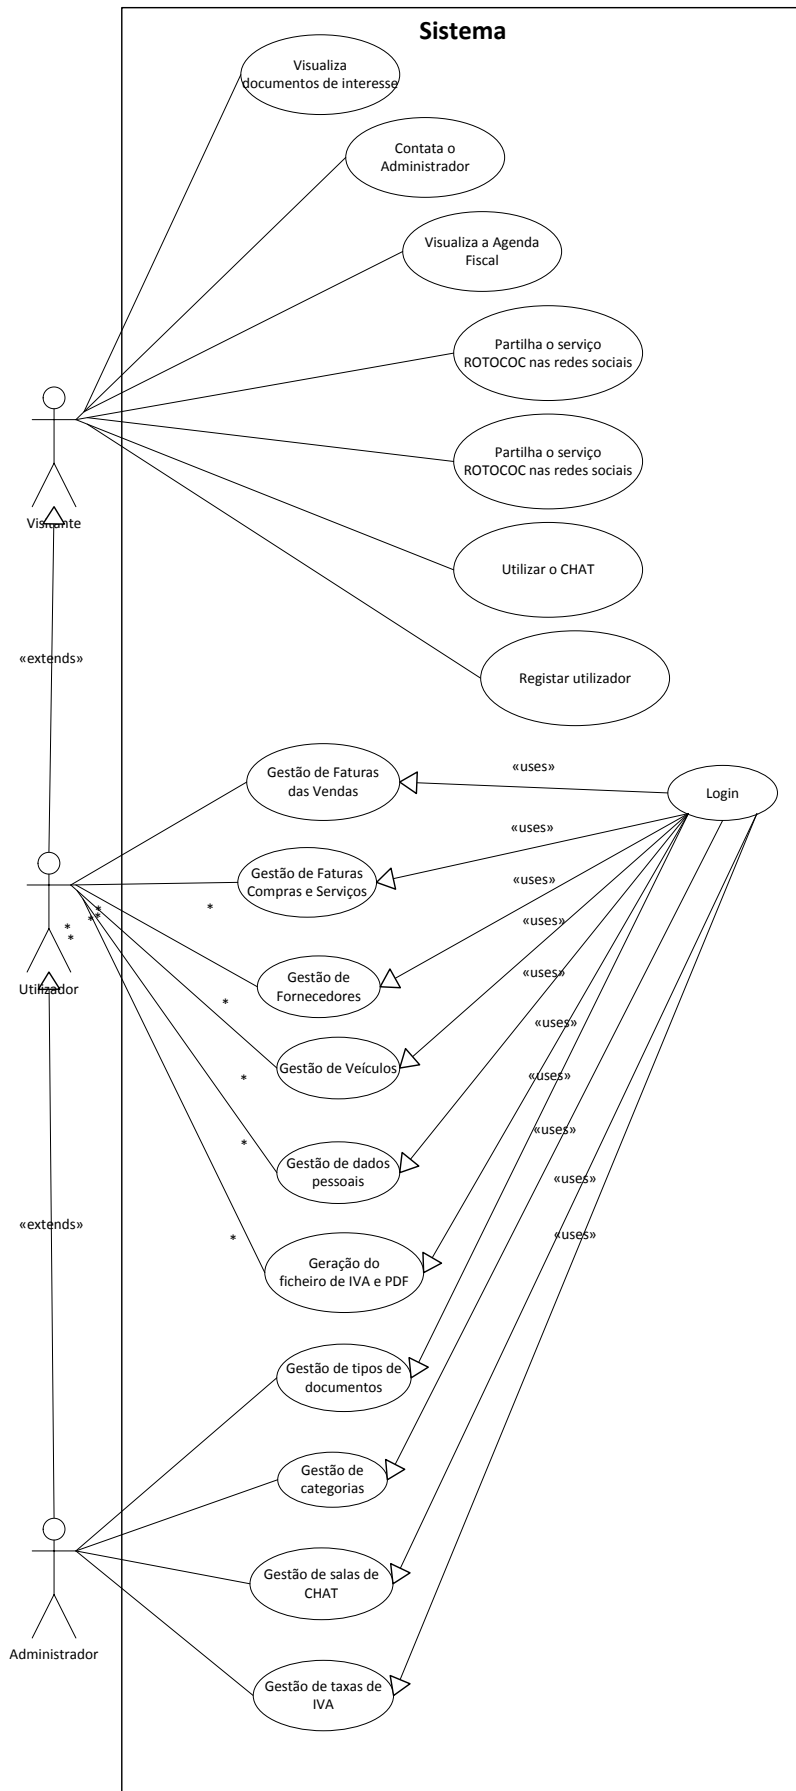 Sistema
Visualiza
documentos de interesse
Contata o
Administrador
Visualiza a Agenda
Fiscal
Partilha o serviço
ROTOCOC nas redes sociais
Visitante
Partilha o serviço
ROTOCOC nas redes sociais
Utilizar o CHAT
«extends»
Registar utilizador
Gestão de Faturas
das Vendas
«uses»
Login
Gestão de Faturas
Compras e Serviços
«uses»
«uses»
*
*
*
*
*
«uses»
Utilizador
Gestão de
Fornecedores
«uses»
*
«uses»
Gestão de Veículos
*
«uses»
*
«uses»
Gestão de dados
pessoais
«uses»
«extends»
*
«uses»
Geração do
ficheiro de IVA e PDF
Gestão de tipos de
documentos
Gestão de
categorias
Gestão de salas de
CHAT
Administrador
Gestão de taxas de
IVA